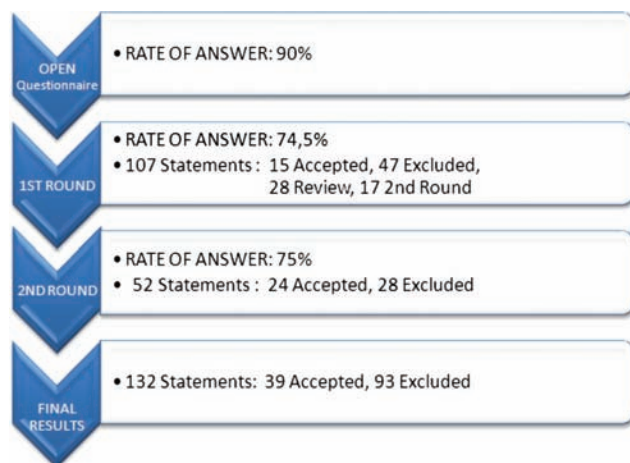 OPEN
Questionnaire
• RATE OF ANSWER: 90%
1ST ROUND
• RATE OF ANSWER: 74,5%
• 107 Statements : 15 Accepted, 47 Excluded,
28 Review, 17 2nd Round
2ND ROUND
• RATE OF ANSWER: 75%
• 52 Statements : 24 Accepted, 28 Excluded
FINAL
RESULTS
• 132 Statements: 39 Accepted, 93 Excluded